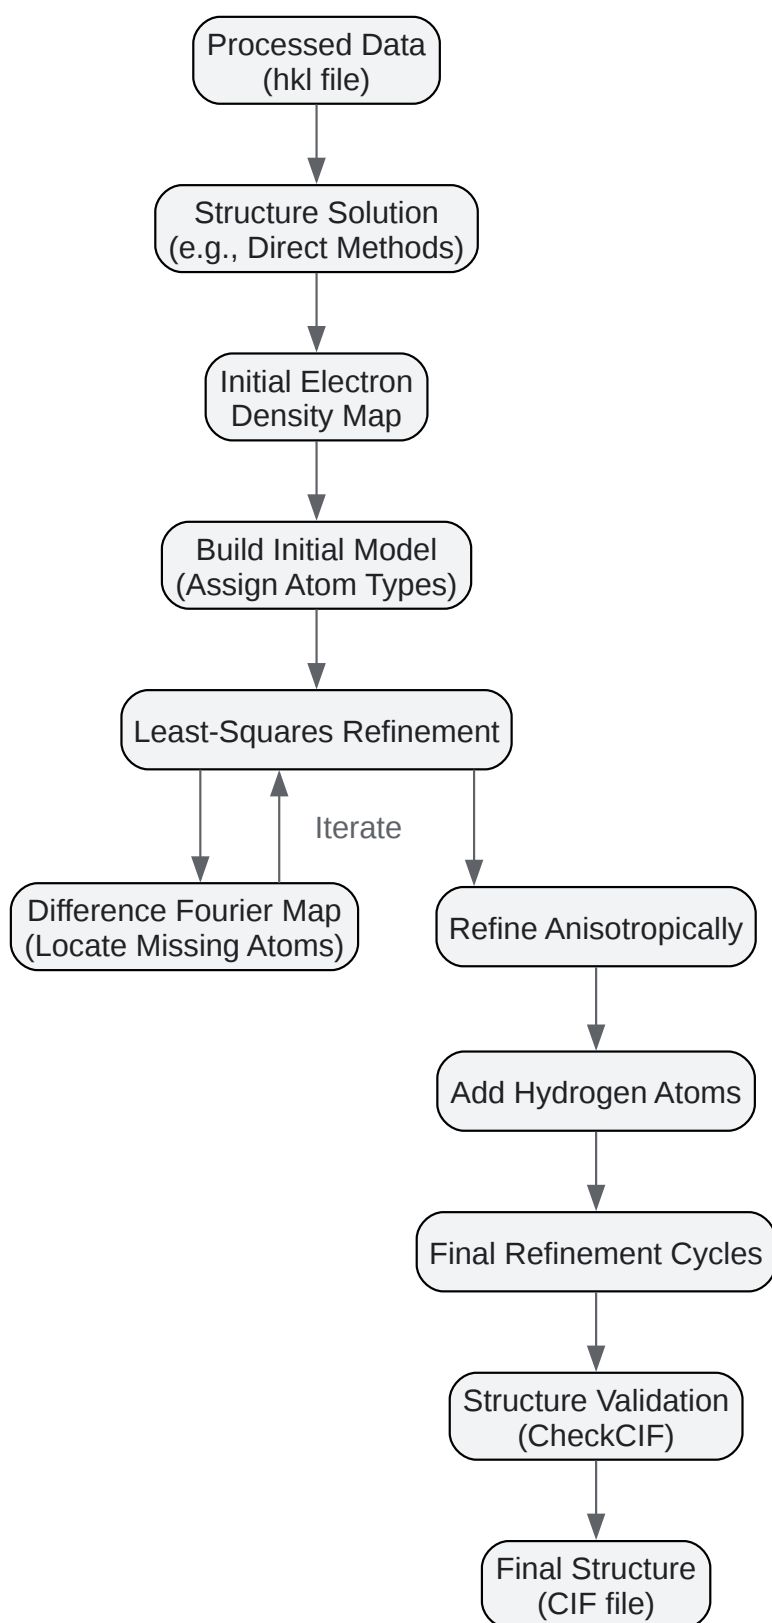 Processed Data
(hkl file)
Structure Solution
(e.g., Direct Methods)
Initial Electron
Density Map
Build Initial Model
(Assign Atom Types)
Least-Squares Refinement
Iterate
Difference Fourier Map
(Locate Missing Atoms)
Refine Anisotropically
Add Hydrogen Atoms
Final Refinement Cycles
Structure Validation
(CheckCIF)
Final Structure
(CIF file)